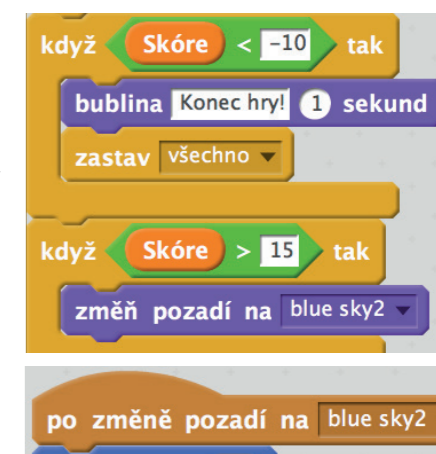 když Skóre < -10 tak
bublina Konec hry! 1 sekund
zastav všechno
když Skóre > 15 tak
změň pozadí na blue sky2
po změně pozadí na blue sky2